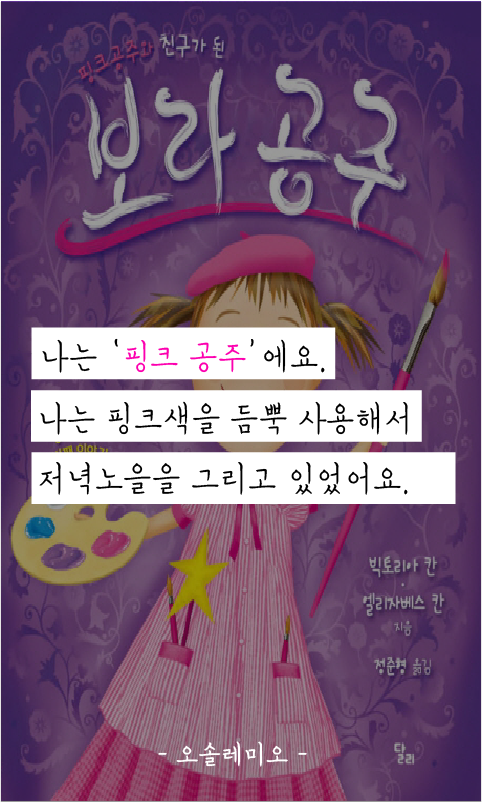 핑크공주와 친구가 된
보라 공주
나는 '핑크 공주'에요.
나는 핑크색을 듬뿍 사용해서
저녁노을을 그리고 있었어요.
빅토리아 칸
·
엘리자베스 칸
지음
정준형 옮김
- 오솔레미오 -
달리